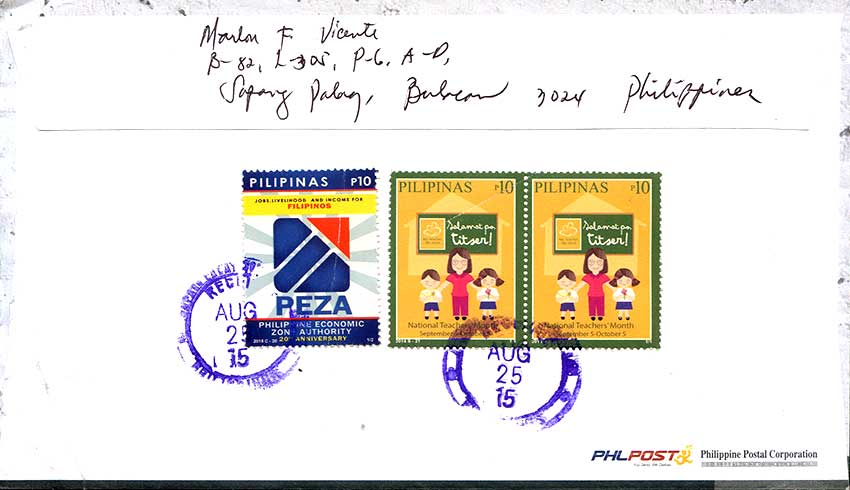 Marlon F. Vicente
B-82, L-305, P-6, A-D,
Sapang Palay, Bulacan 3024 Philippines
PILIPINAS P10
JOBS, LIVELIHOOD AND INCOME FOR
FILIPINOS
PEZA
PHILIPPINE ECONOMIC
ZONE AUTHORITY
20TH ANNIVERSARY
PILIPINAS P10
Salamat po,
Titser!
National Teachers' Month
September
PILIPINAS P10
Salamat po,
Titser!
National Teachers' Month
September 5-October 5
AUG
25
15
AUG
25
15
PHLPOST
Philippine Postal Corporation